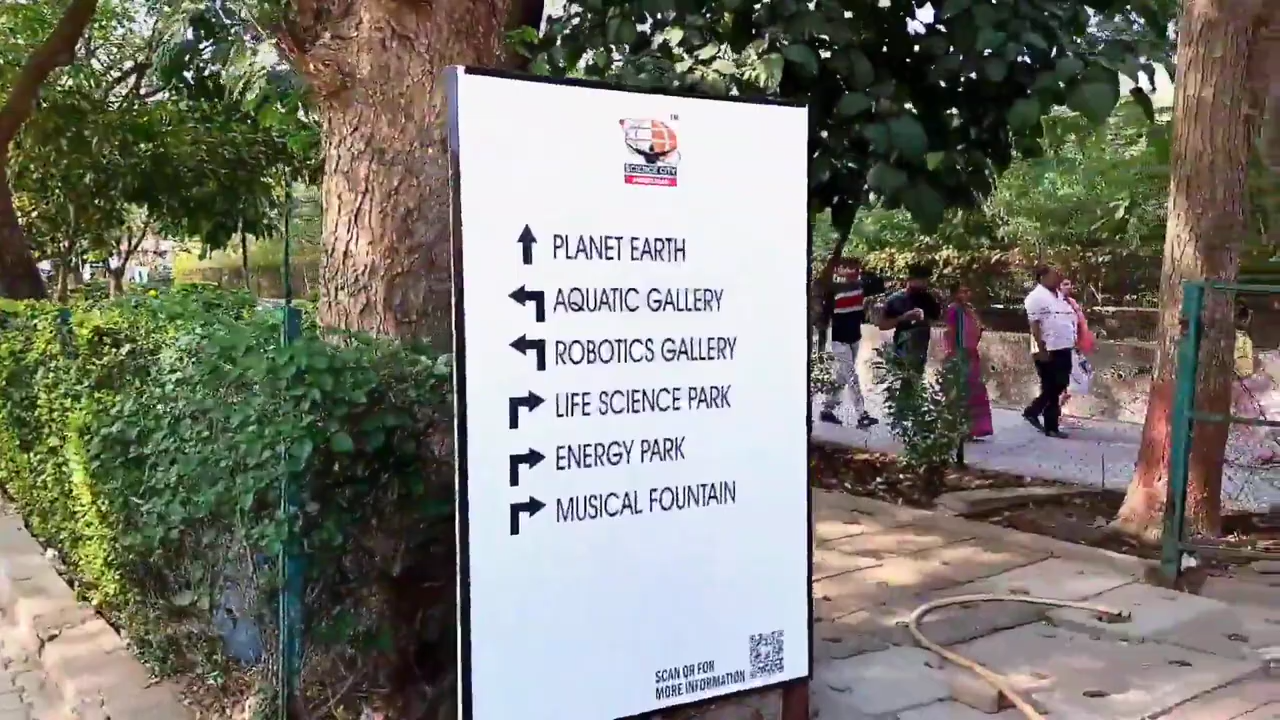 SCIENCE CITY
PLANET EARTH
AQUATIC GALLERY
ROBOTICS GALLERY
LIFE SCIENCE PARK
ENERGY PARK
MUSICAL FOUNTAIN
SCAN QR FOR
MORE INFORMATION